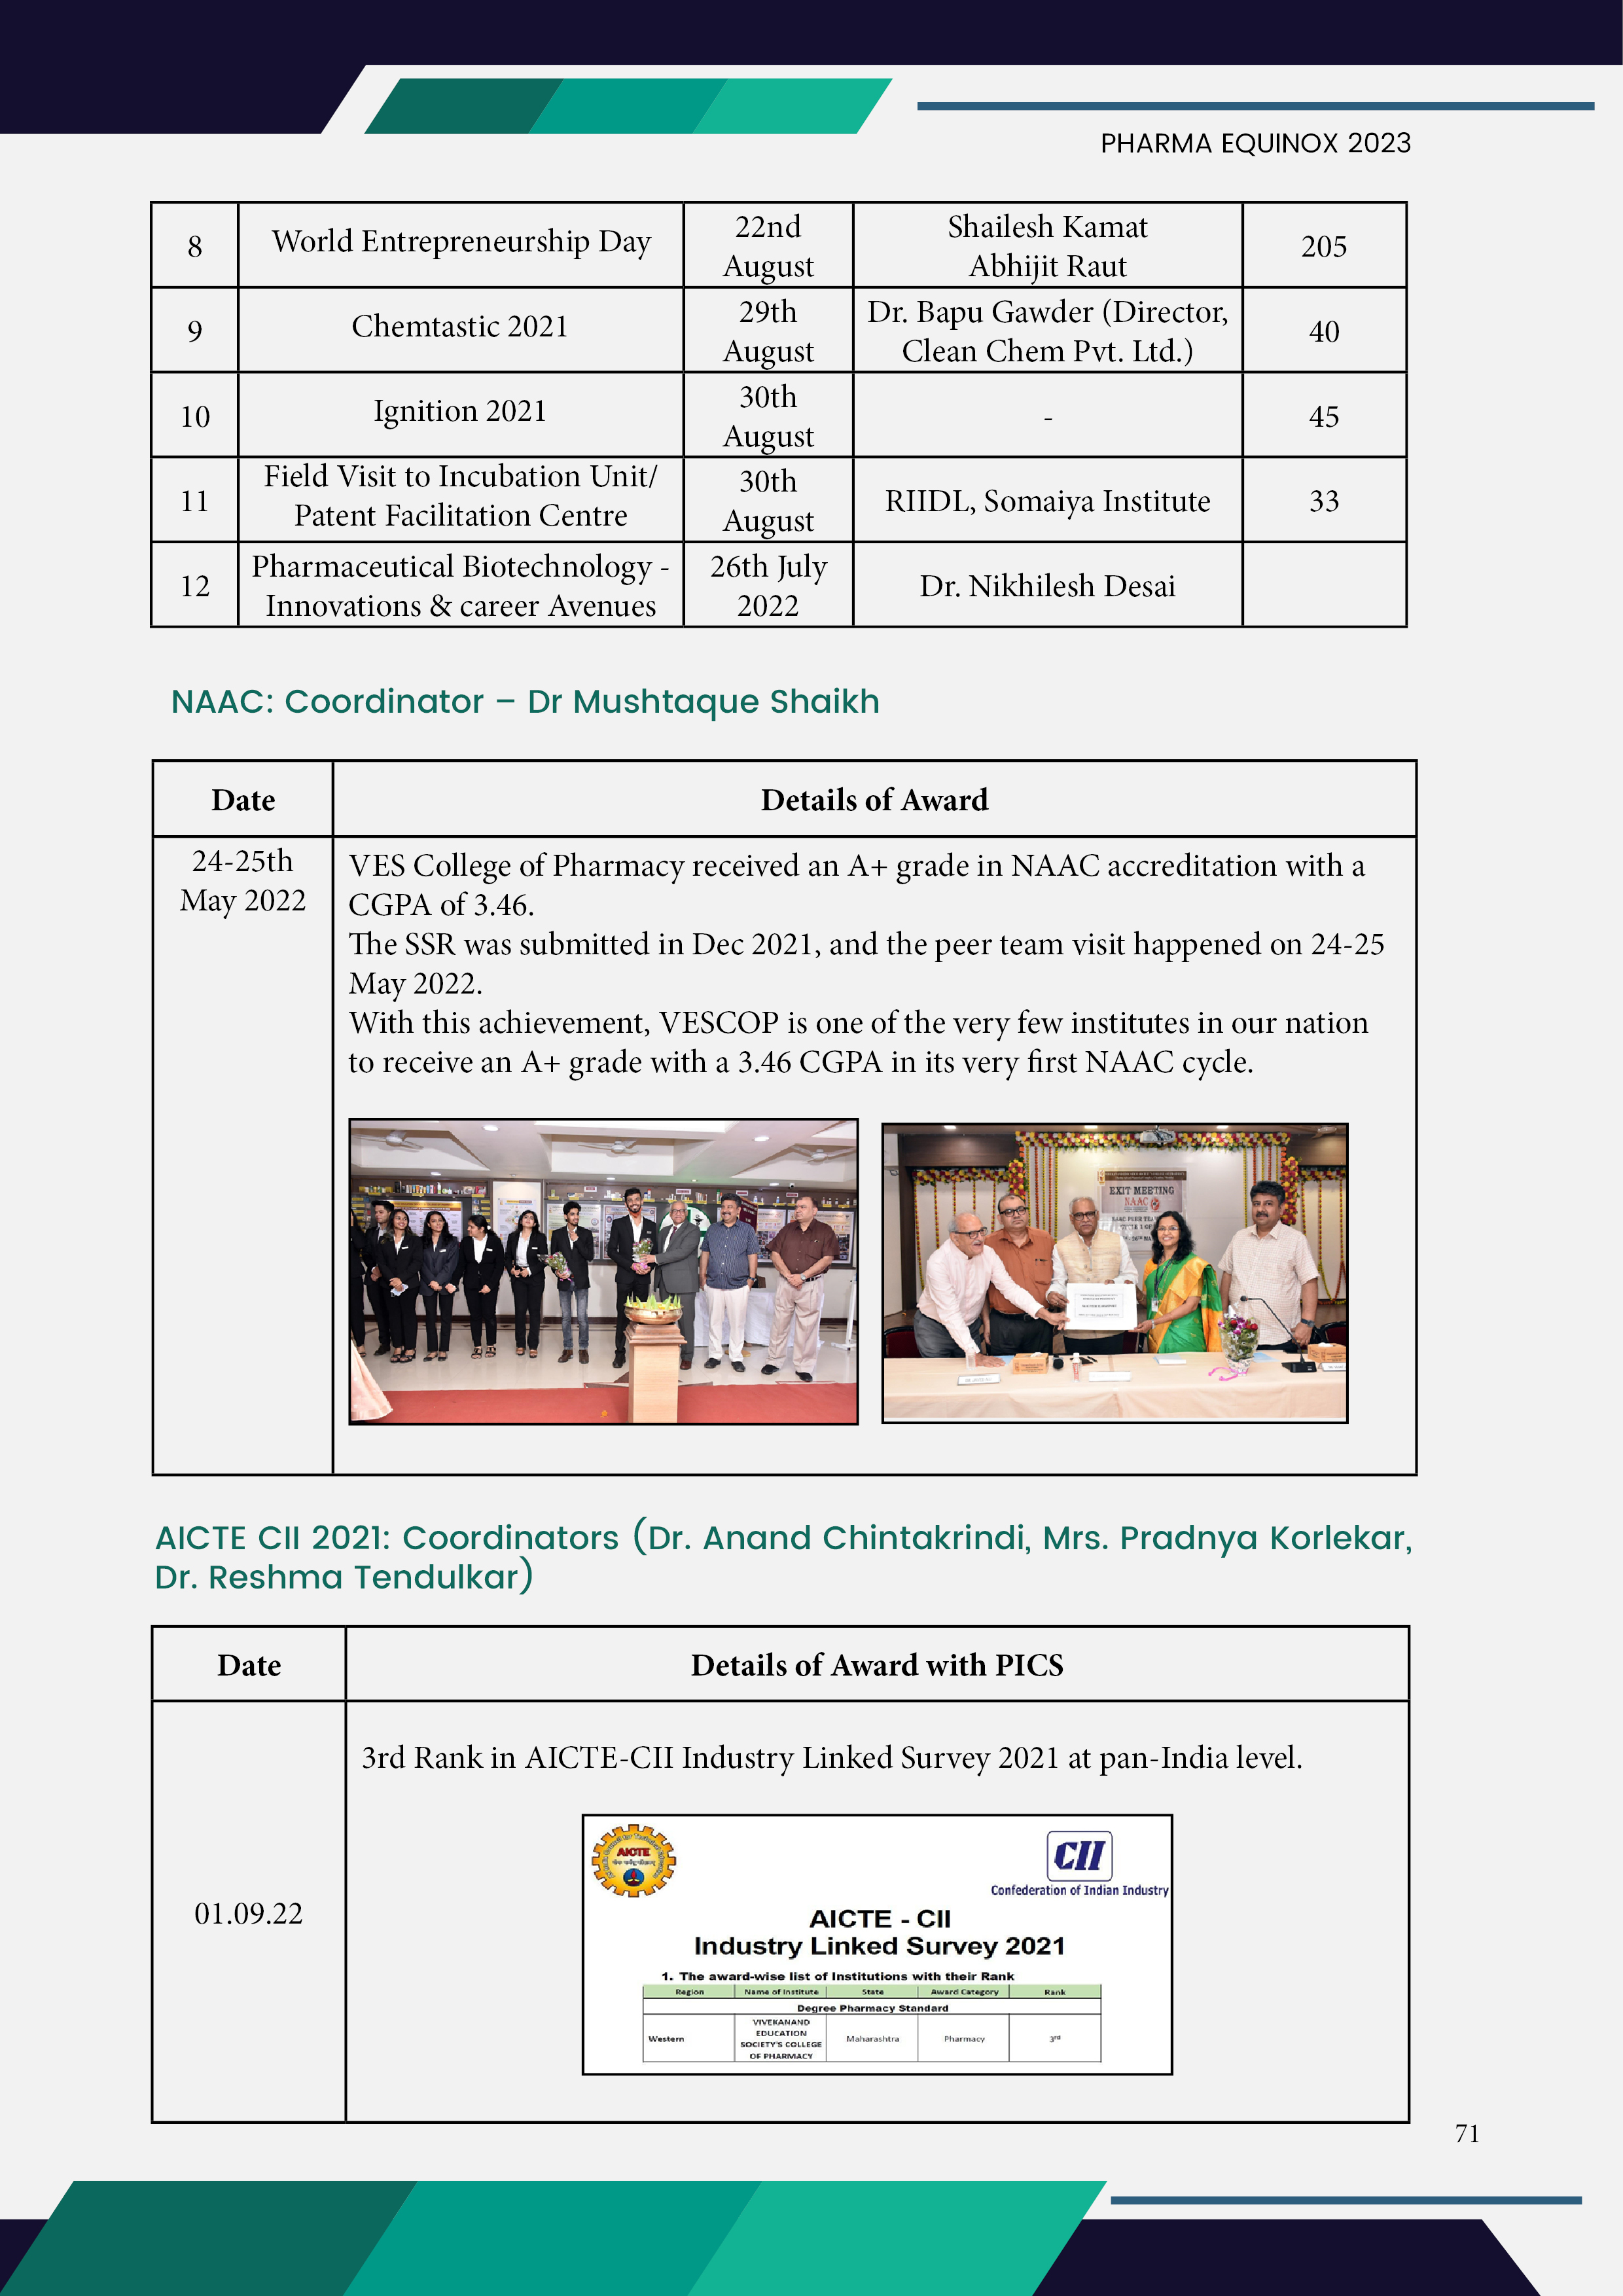 PHARMA EQUINOX 2023
8
World Entrepreneurship Day
22nd
August
Shailesh Kamat
Abhijit Raut
205
9
Chemtastic 2021
29th
August
Dr. Bapu Gawder (Director,
Clean Chem Pvt. Ltd.)
40
10
Ignition 2021
30th
August
-
45
11
Field Visit to Incubation Unit/
Patent Facilitation Centre
30th
August
RIIDL, Somaiya Institute
33
12
Pharmaceutical Biotechnology -
Innovations & career Avenues
26th July
2022
Dr. Nikhilesh Desai
NAAC: Coordinator – Dr Mushtaque Shaikh
Date
Details of Award
24-25th
May 2022
VES College of Pharmacy received an A+ grade in NAAC accreditation with a
CGPA of 3.46.
The SSR was submitted in Dec 2021, and the peer team visit happened on 24-25
May 2022.
With this achievement, VESCOP is one of the very few institutes in our nation
to receive an A+ grade with a 3.46 CGPA in its very first NAAC cycle.
EXIT MEETING
NAAC
NAAC PEER
AICTE CII 2021: Coordinators (Dr. Anand Chintakrindi, Mrs. Pradnya Korlekar,
Dr. Reshma Tendulkar)
Date
Details of Award with PICS
01.09.22
3rd Rank in AICTE-CII Industry Linked Survey 2021 at pan-India level.
AICTE
CII
Confederation of Indian Industry
AICTE - CII
Industry Linked Survey 2021
1. The award-wise list of Institutions with their Rank
Region
Name of Institute
State
Award Category
Rank
Degree Pharmacy Standard
Western
VIVEKANAND
EDUCATION
SOCIETY'S COLLEGE
OF PHARMACY
Maharashtra
Pharmacy
3rd
71